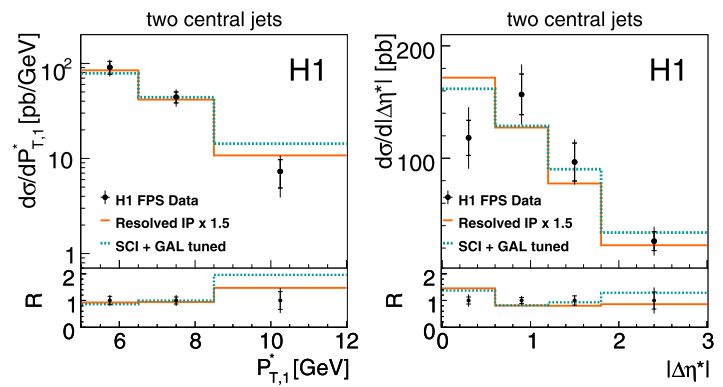 two central jets
H1
dσ/dP*T,1 [pb/GeV]
10²
10
1
H1 FPS Data
Resolved IP x 1.5
SCI + GAL tuned
R
2
1
0
6 8 10 12
P*T,1 [GeV]
two central jets
H1
dσ/d|Δη*| [pb]
200
100
H1 FPS Data
Resolved IP x 1.5
SCI + GAL tuned
R
2
1
0
0 1 2 3
|Δη*|